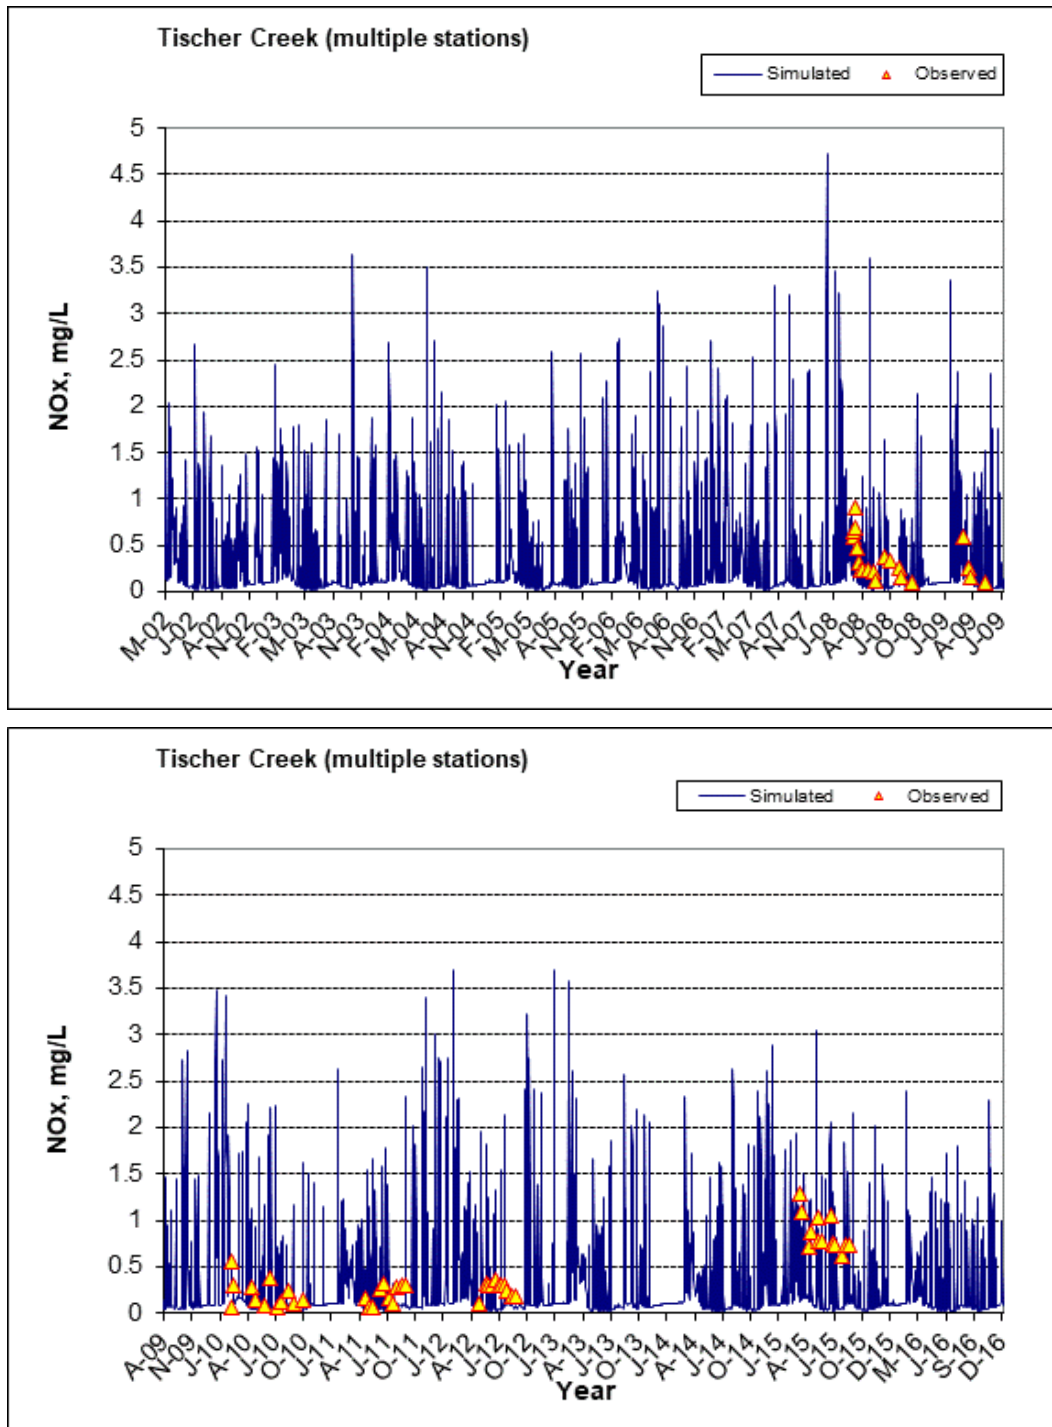 Tischer Creek (multiple stations)
Simulated Observed
5
4.5
4
3.5
3
2.5
2
1.5
1
0.5
0
NOx, mg/L
M-02 J-02 A-02 N-02 F-03 M-03 A-03 N-03 F-04 M-04 A-04 N-04 F-05 M-05 A-05 N-05 F-06 M-06 A-06 N-06 F-07 M-07 A-07 N-07 J-08 A-08 J-08 O-08 J-09 A-09 J-09
Year
Tischer Creek (multiple stations)
Simulated Observed
5
4.5
4
3.5
3
2.5
2
1.5
1
0.5
0
NOx, mg/L
A-09 N-09 J-10 A-10 J-10 O-10 J-11 A-11 J-11 O-11 J-12 A-12 J-12 O-12 J-13 A-13 J-13 O-13 J-14 A-14 J-14 O-14 J-15 A-15 J-15 O-15 D-15 M-16 J-16 S-16 D-16
Year